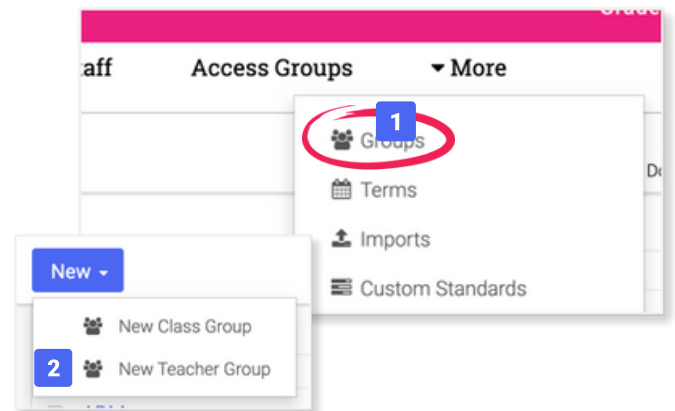 aff Access Groups More
1
Groups
Terms
Imports
Custom Standards
New
New Class Group
2 New Teacher Group